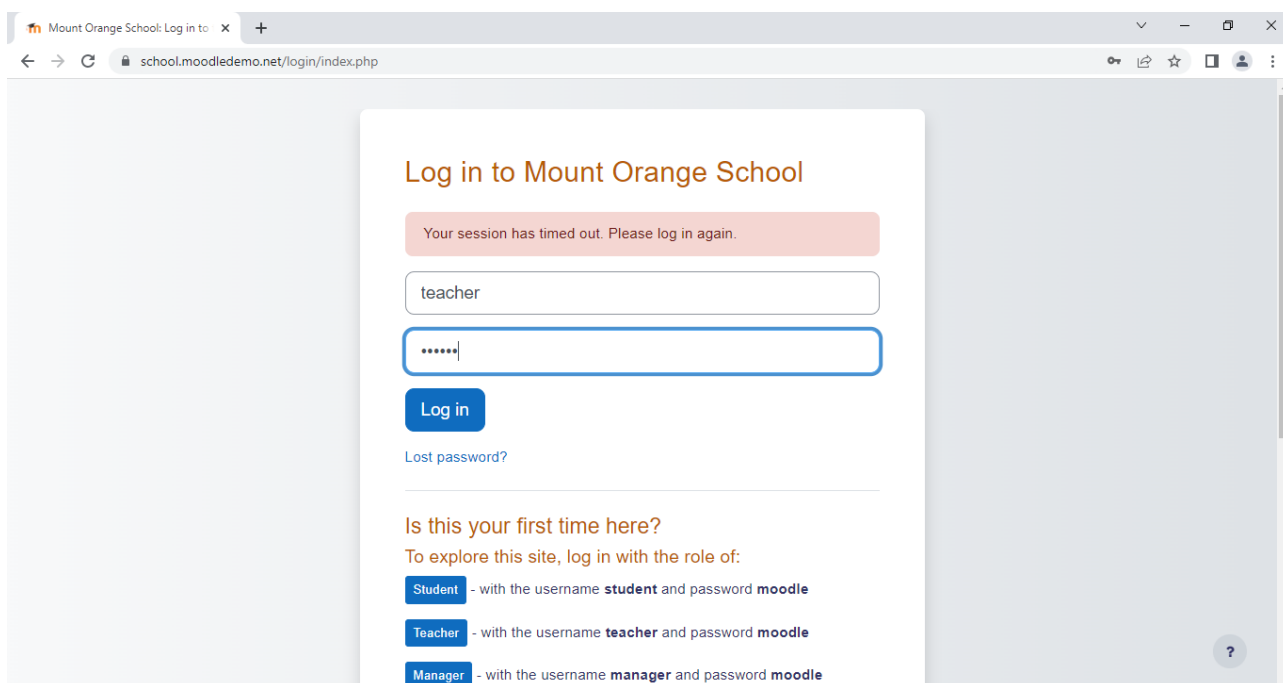 Mount Orange School: Log in to
school.moodledemo.net/login/index.php
Log in to Mount Orange School
Your session has timed out. Please log in again.
teacher
••••••
Log in
Lost password?
Is this your first time here?
To explore this site, log in with the role of:
Student - with the username student and password moodle
Teacher - with the username teacher and password moodle
Manager - with the username manager and password moodle
?